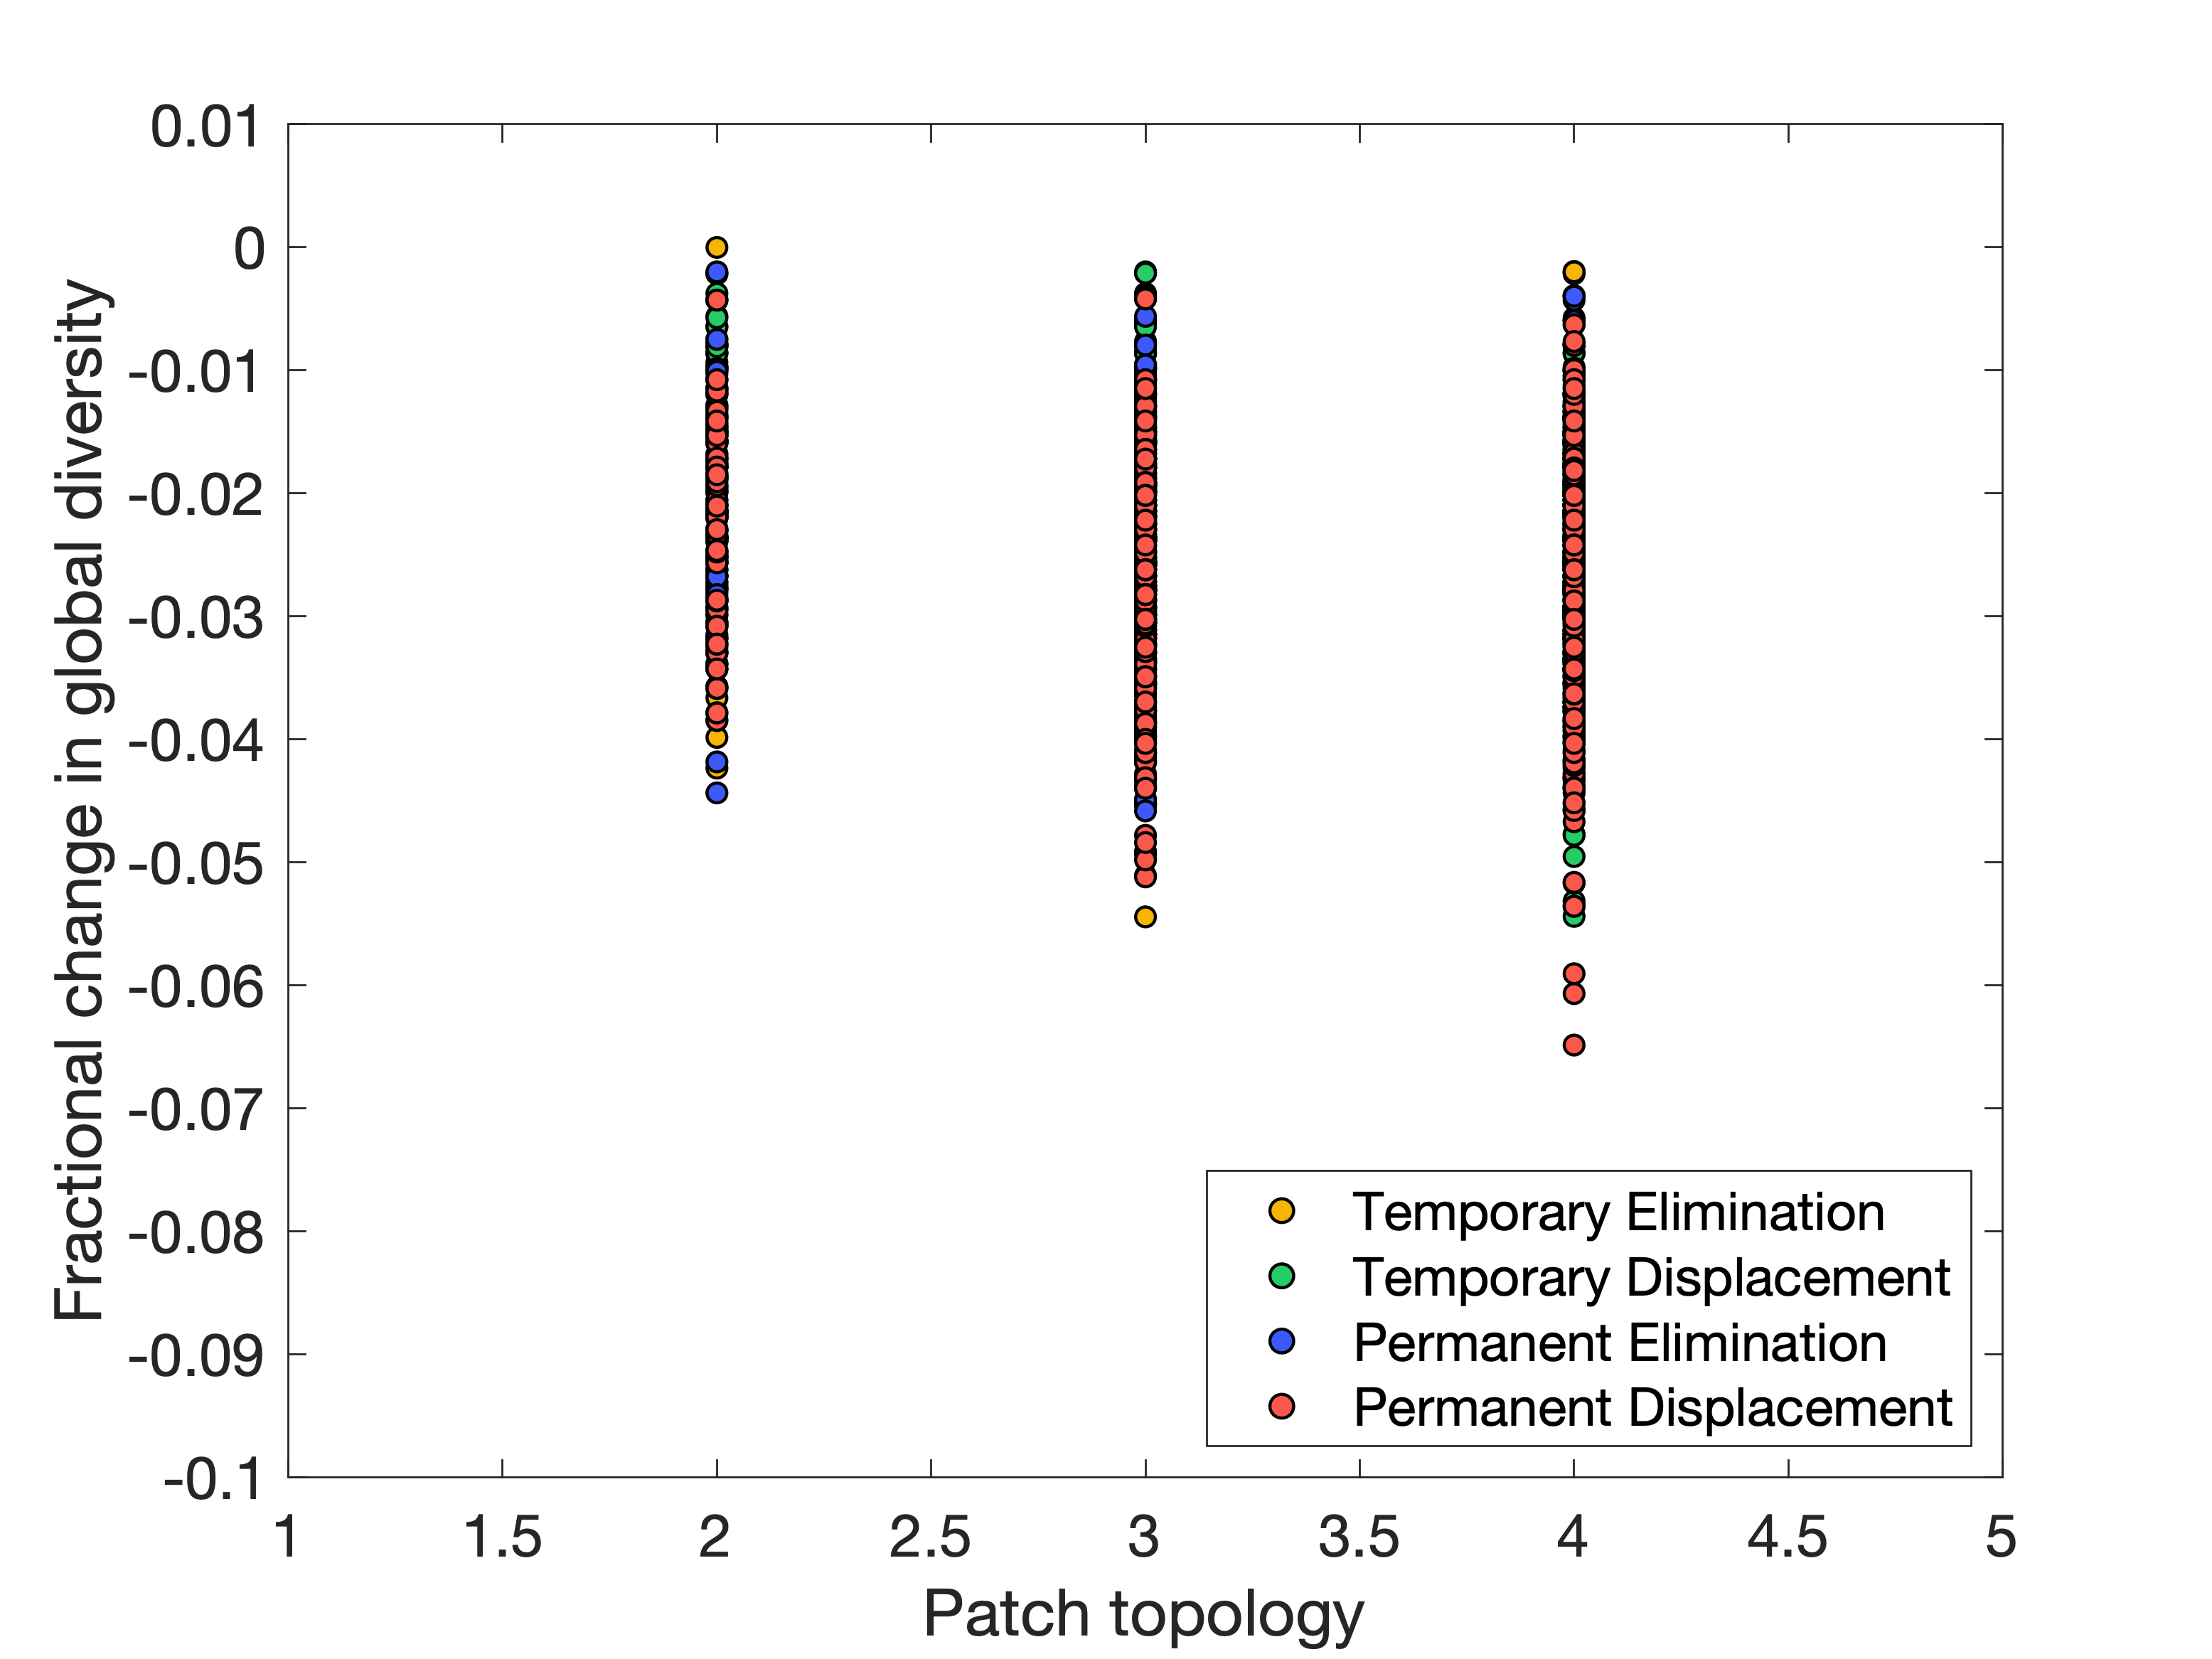 0.01
0
-0.01
-0.02
-0.03
-0.04
-0.05
-0.06
-0.07
-0.08
-0.09
-0.1
Fractional change in global diversity
Temporary Elimination
Temporary Displacement
Permanent Elimination
Permanent Displacement
1 1.5 2 2.5 3 3.5 4 4.5 5
Patch topology